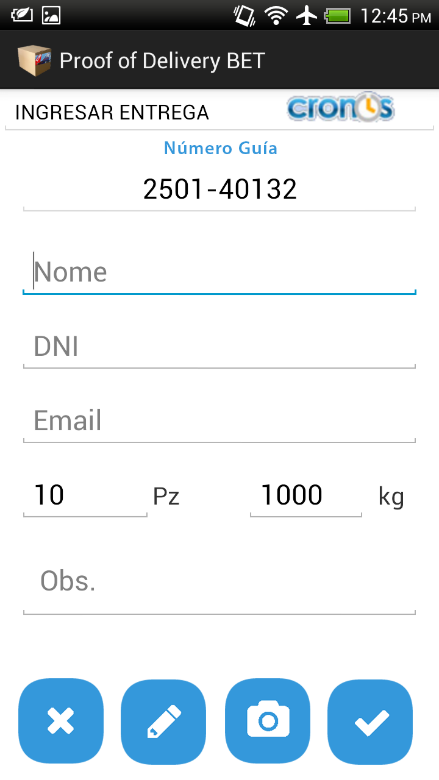 12:45 PM
Proof of Delivery BET
INGRESAR ENTREGA
cronos
Número Guía
2501-40132
Nome
DNI
Email
10 Pz 1000 kg
Obs.